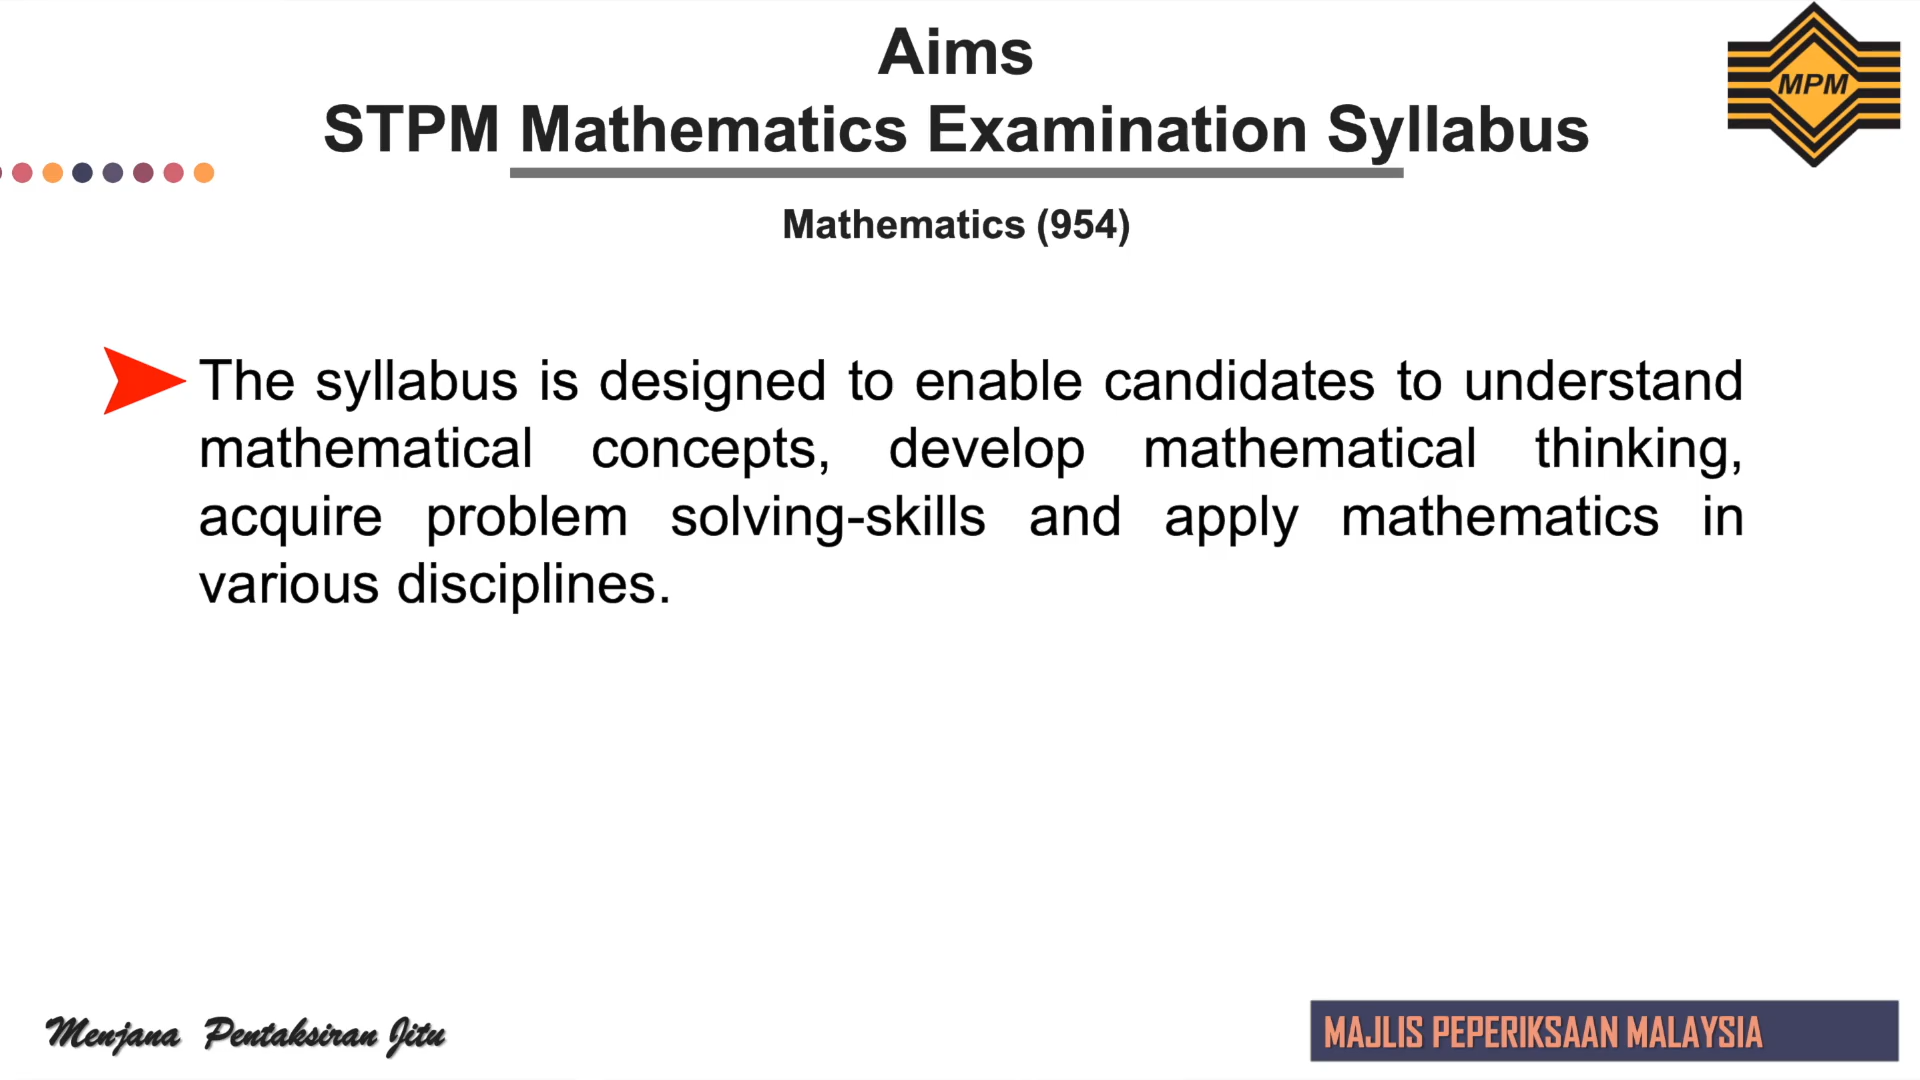 Aims
STPM Mathematics Examination Syllabus
MPM
Mathematics (954)
The syllabus is designed to enable candidates to understand
mathematical concepts, develop mathematical thinking,
acquire problem solving-skills and apply mathematics in
various disciplines.
Menjana Pentaksiran Jitu
MAJLIS PEPERIKSAAN MALAYSIA